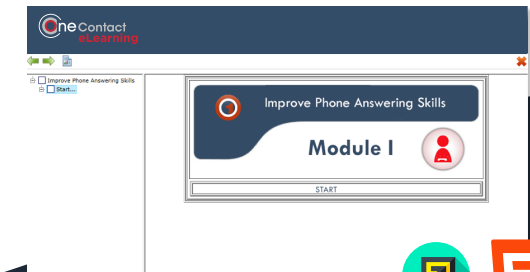 One Contact
eLearning
Improve Phone Answering Skills
Start...
Improve Phone Answering Skills
Module I
START